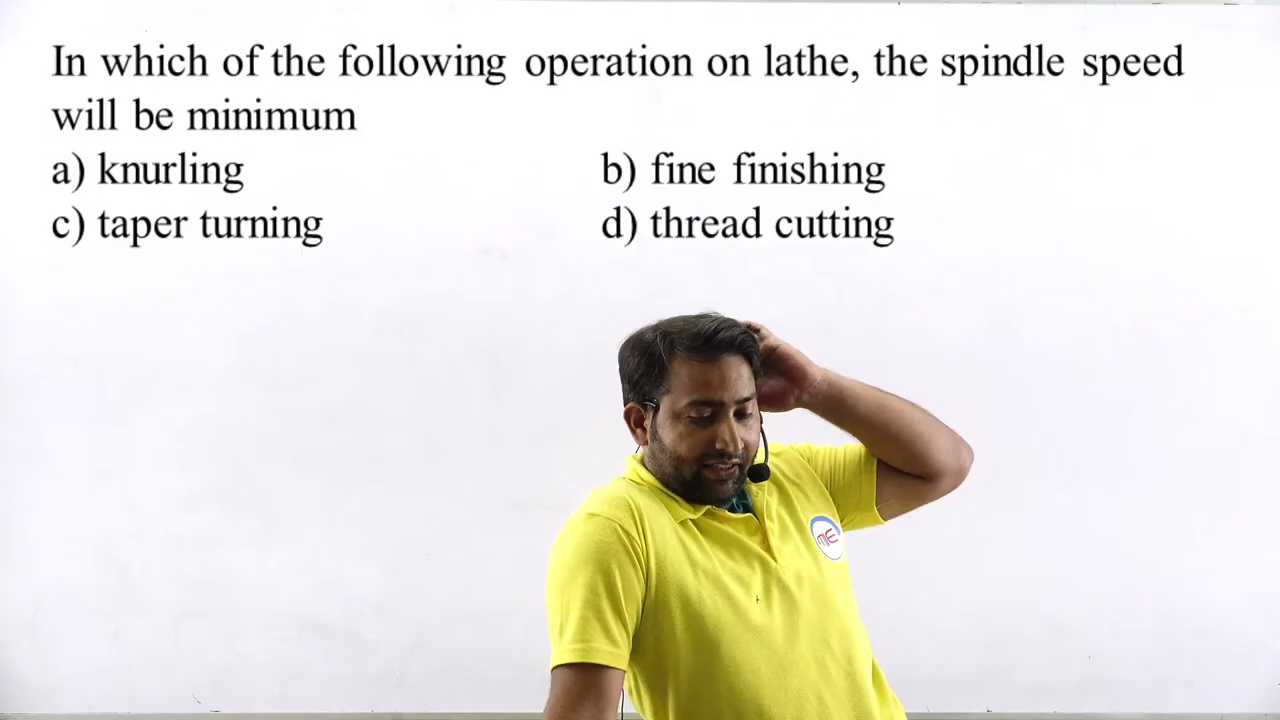 In which of the following operation on lathe, the spindle speed
will be minimum
a) knurling b) fine finishing
c) taper turning d) thread cutting